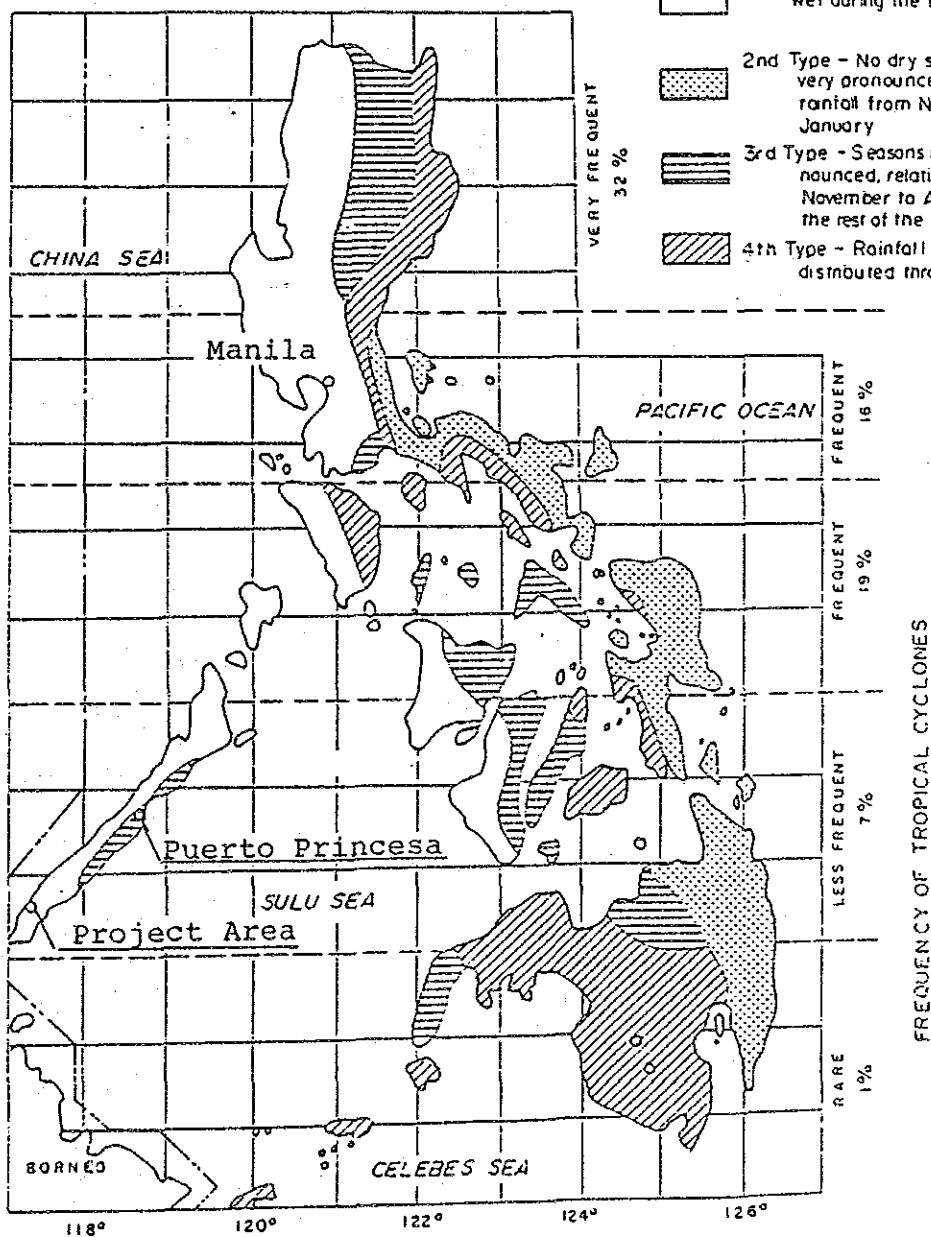 wet during the
2nd Type - No dry
very pronounce
rainfall from N
January
3rd Type - Seasons
nounced, relati
November to A
the rest of the
4th Type - Rainfall
distributed thro
VERY FREQUENT
32 %
CHINA SEA
Manila
PACIFIC OCEAN
FREQUENT
16 %
FREQUENT
19 %
LESS FREQUENT
7 %
RARE
1 %
FREQUENCY OF TROPICAL CYCLONES
Puerto Princesa
SULU SEA
Project Area
BORNEO
CELEBES SEA
118° 120° 122° 124° 126°